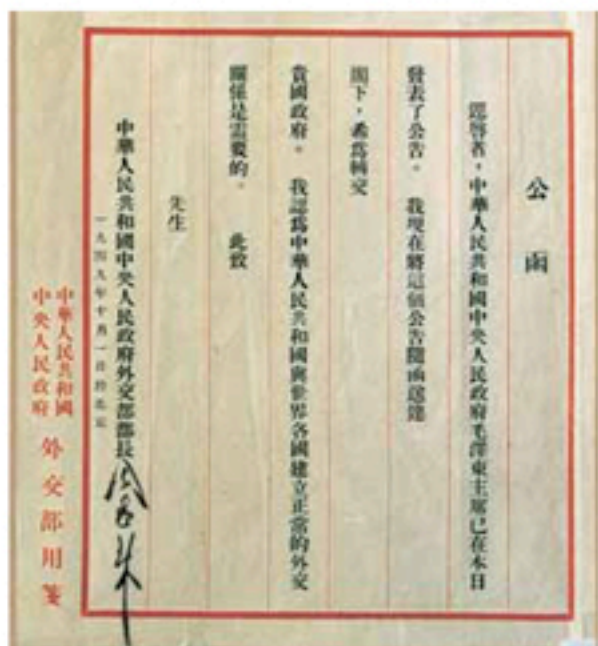 公函
逕啓者，中華人民共和國中央人民政府毛澤東主席已在本日
發表了公告。 我現在將這個公告隨函送達
閣下，希爲轉交
貴國政府。 我認爲中華人民共和國與世界各國建立正常的外交
關係是需要的。 此致
先生
中華人民共和國中央人民政府外交部部長 周恩來
一九四九年十月一日於北京
中華人民共和國
中央人民政府
外交部用箋